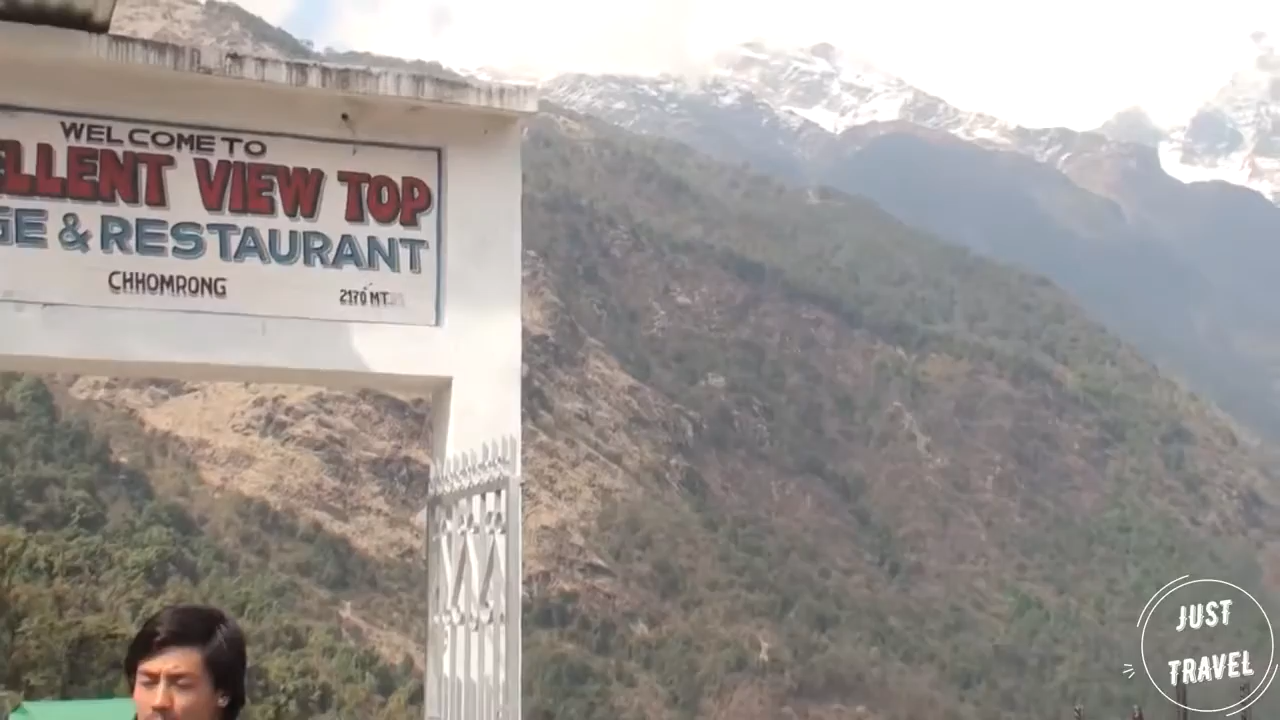 WELCOME TO
ELLENT VIEW TOP
GE & RESTAURANT
CHHOMRONG
2170 MT.
JUST
TRAVEL